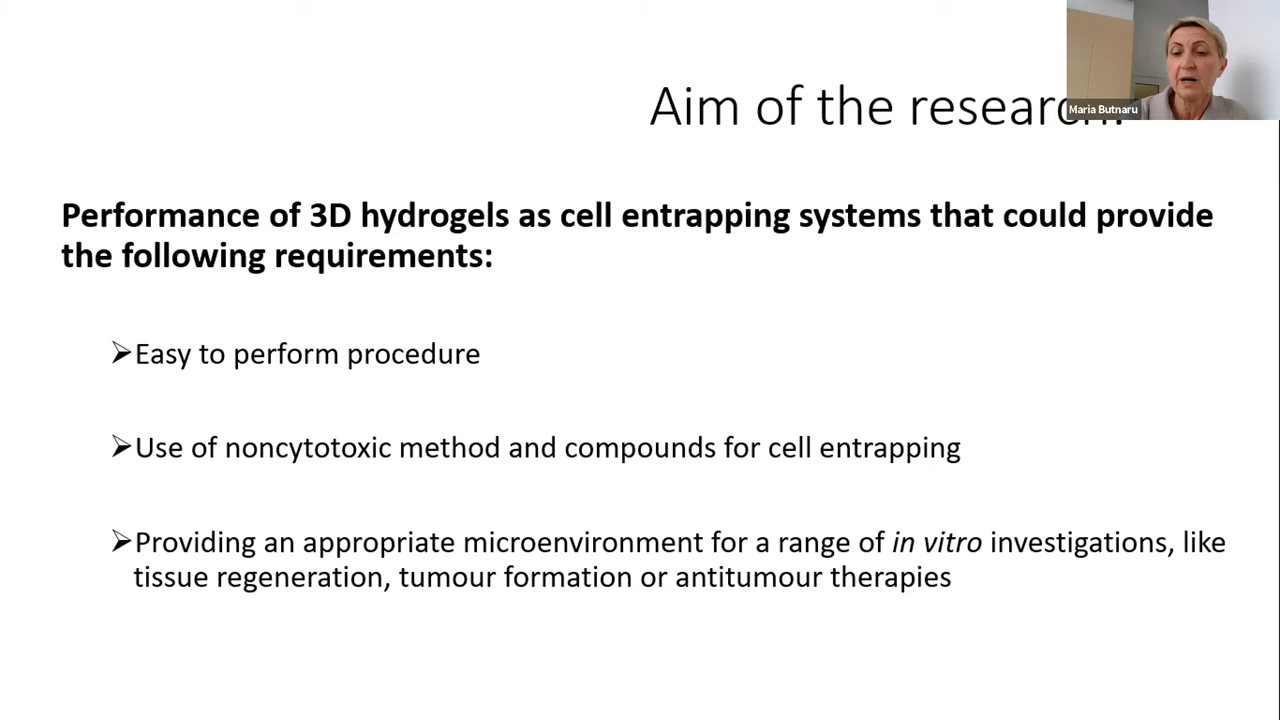 Aim of the research:
Maria Butnaru
Performance of 3D hydrogels as cell entrapping systems that could provide
the following requirements:
➢Easy to perform procedure
➢Use of noncytotoxic method and compounds for cell entrapping
➢Providing an appropriate microenvironment for a range of in vitro investigations, like
tissue regeneration, tumour formation or antitumour therapies